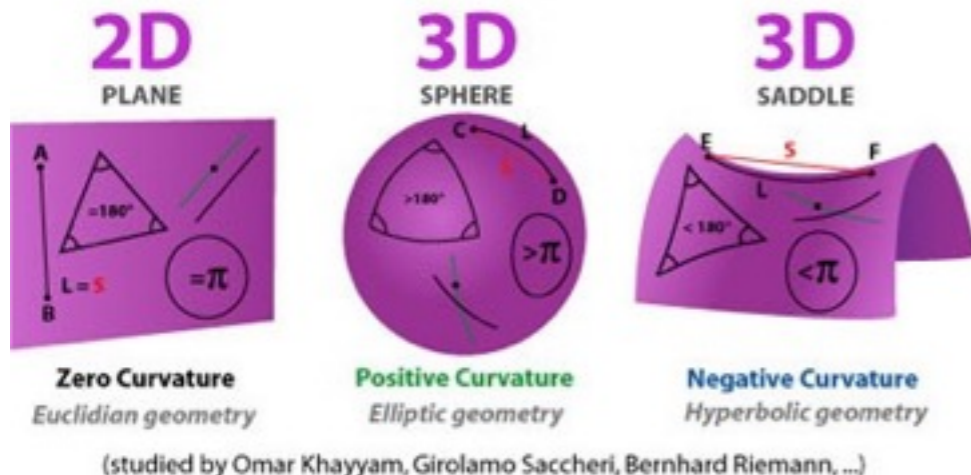 2D
PLANE
A
=180°
L = S
B
=π
Zero Curvature
Euclidian geometry
3D
SPHERE
C
L
S
D
>180°
>π
Positive Curvature
Elliptic geometry
3D
SADDLE
E
S
F
L
< 180°
<π
Negative Curvature
Hyperbolic geometry
(studied by Omar Khayyam, Girolamo Saccheri, Bernhard Riemann, ...)